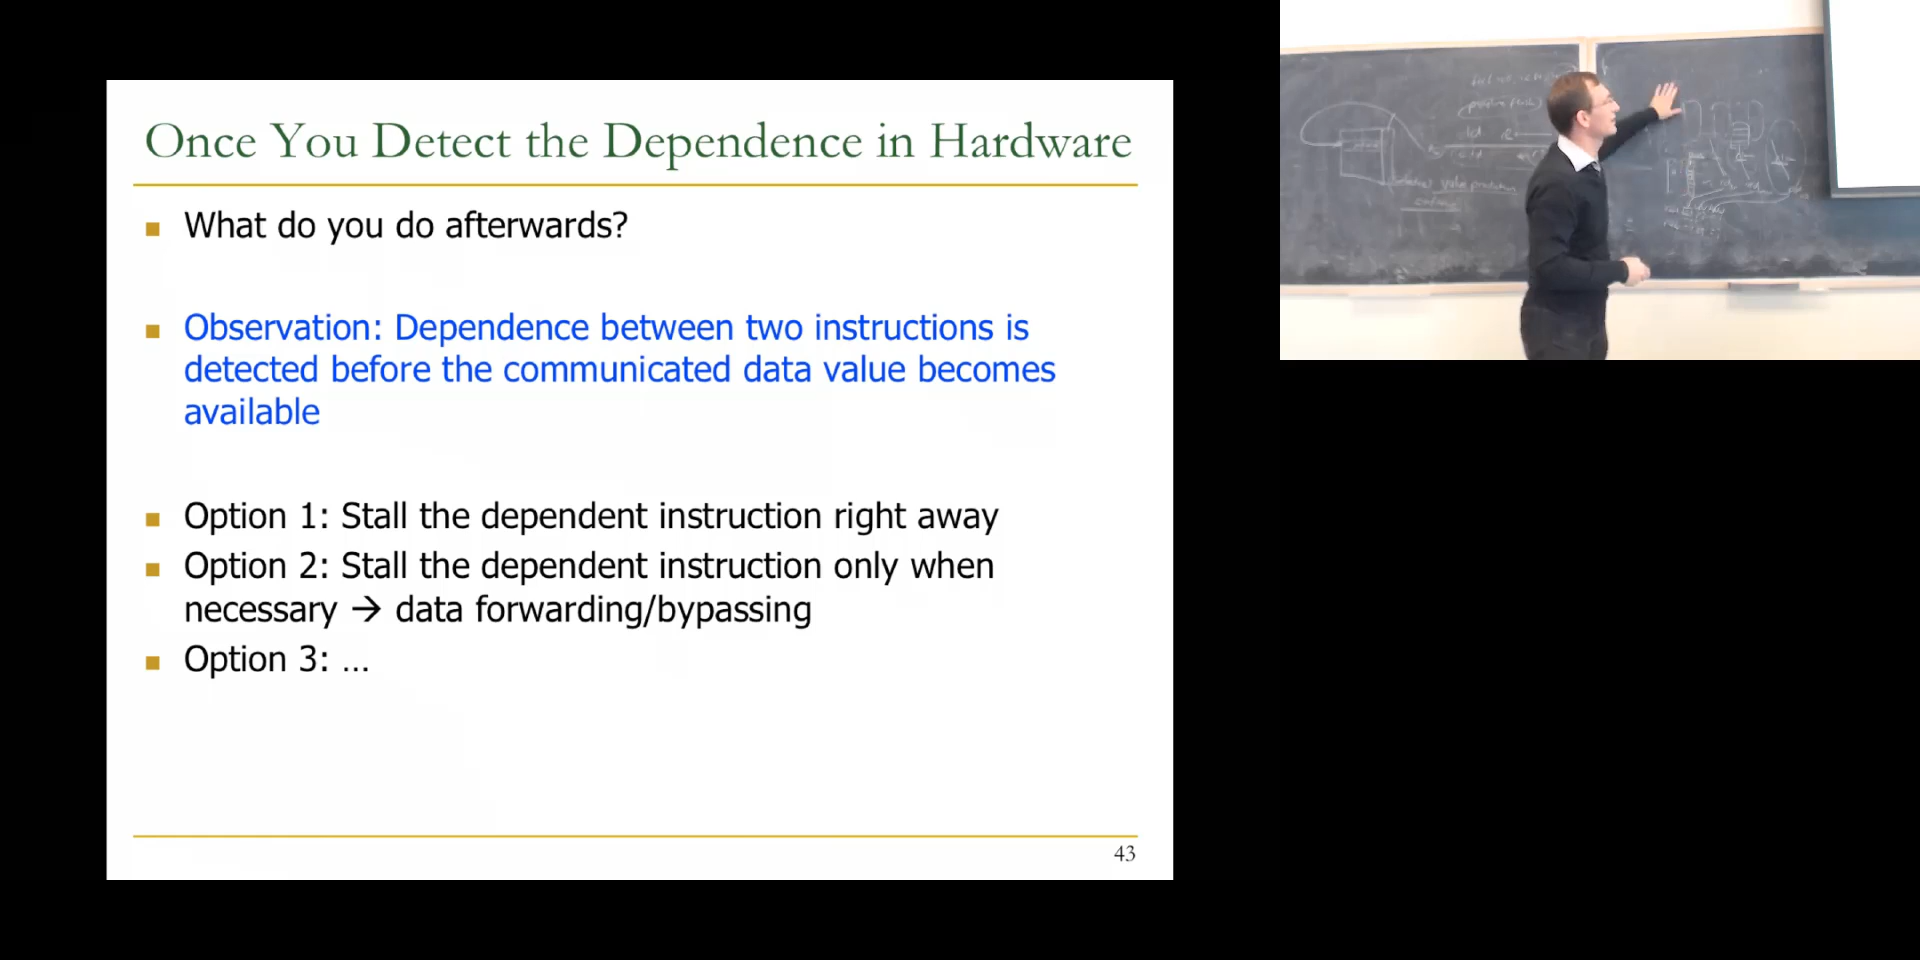 Once You Detect the Dependence in Hardware
What do you do afterwards?
Observation: Dependence between two instructions is
detected before the communicated data value becomes
available
Option 1: Stall the dependent instruction right away
Option 2: Stall the dependent instruction only when
necessary → data forwarding/bypassing
Option 3: ...
43